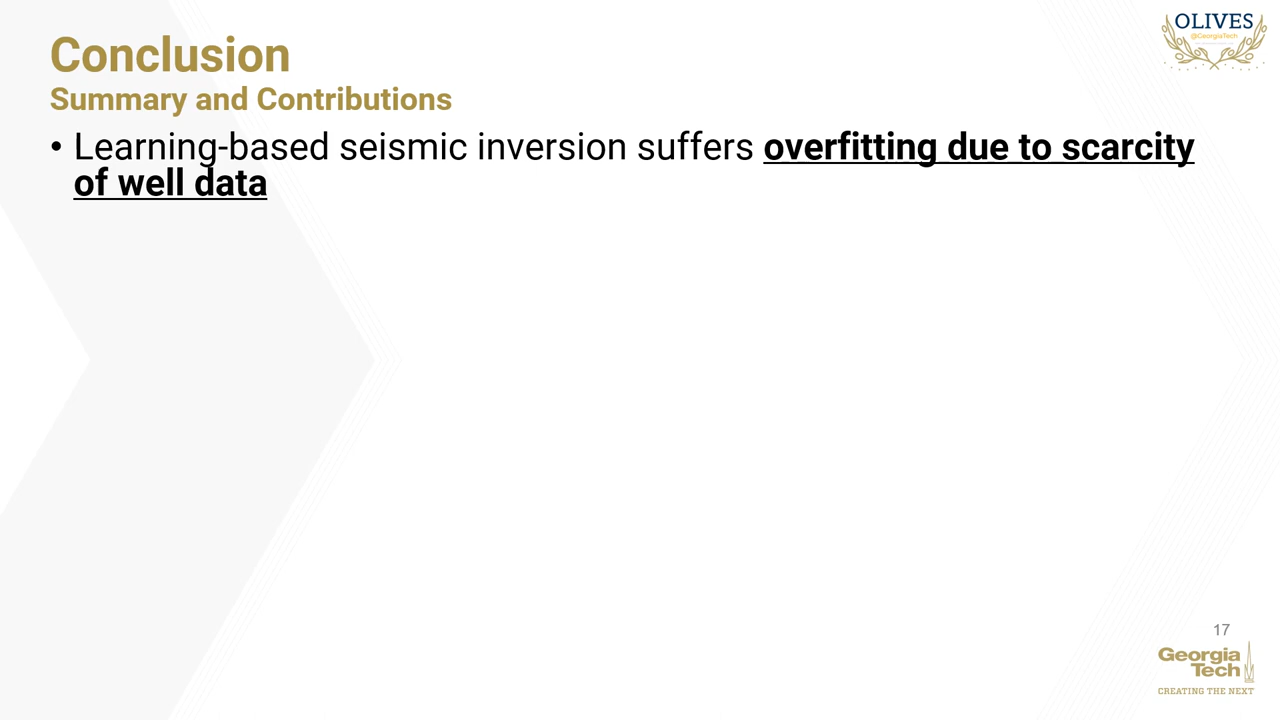 OLIVES
@GeorgiaTech
Conclusion
Summary and Contributions
• Learning-based seismic inversion suffers overfitting due to scarcity
of well data
17
Georgia
Tech
CREATING THE NEXT